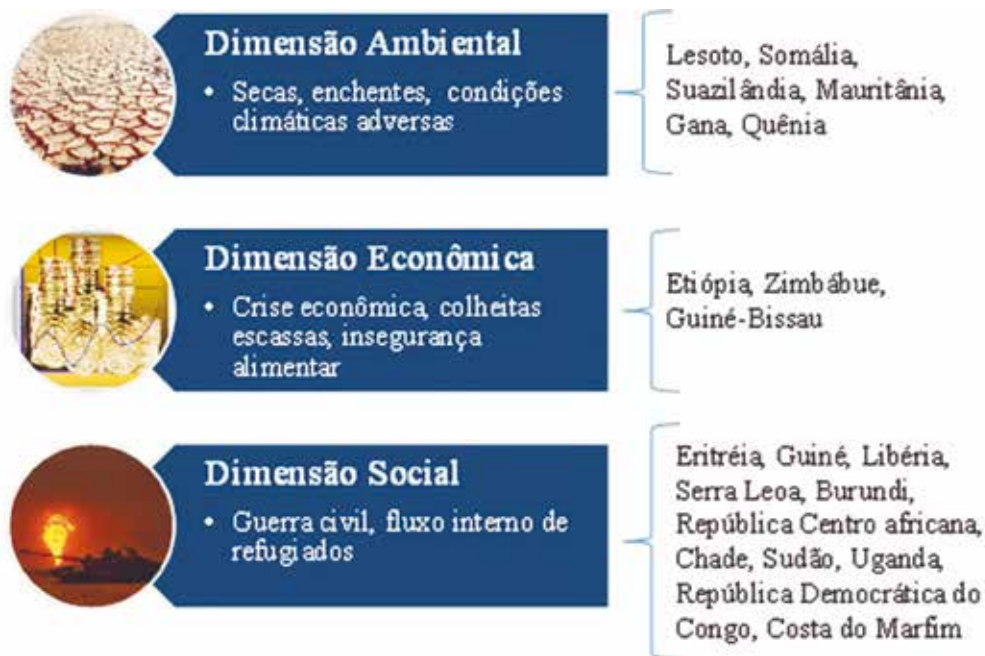 Dimensão Ambiental
• Secas, enchentes, condições
climáticas adversas
Lesoto, Somália,
Suazilândia, Mauritânia,
Gana, Quênia
Dimensão Econômica
• Crise econômica, colheitas
escassas, insegurança
alimentar
Etiópia, Zimbábue,
Guiné-Bissau
Dimensão Social
• Guerra civil, fluxo interno de
refugiados
Eritréia, Guiné, Libéria,
Serra Leoa, Burundi,
República Centro africana,
Chade, Sudão, Uganda,
República Democrática do
Congo, Costa do Marfim